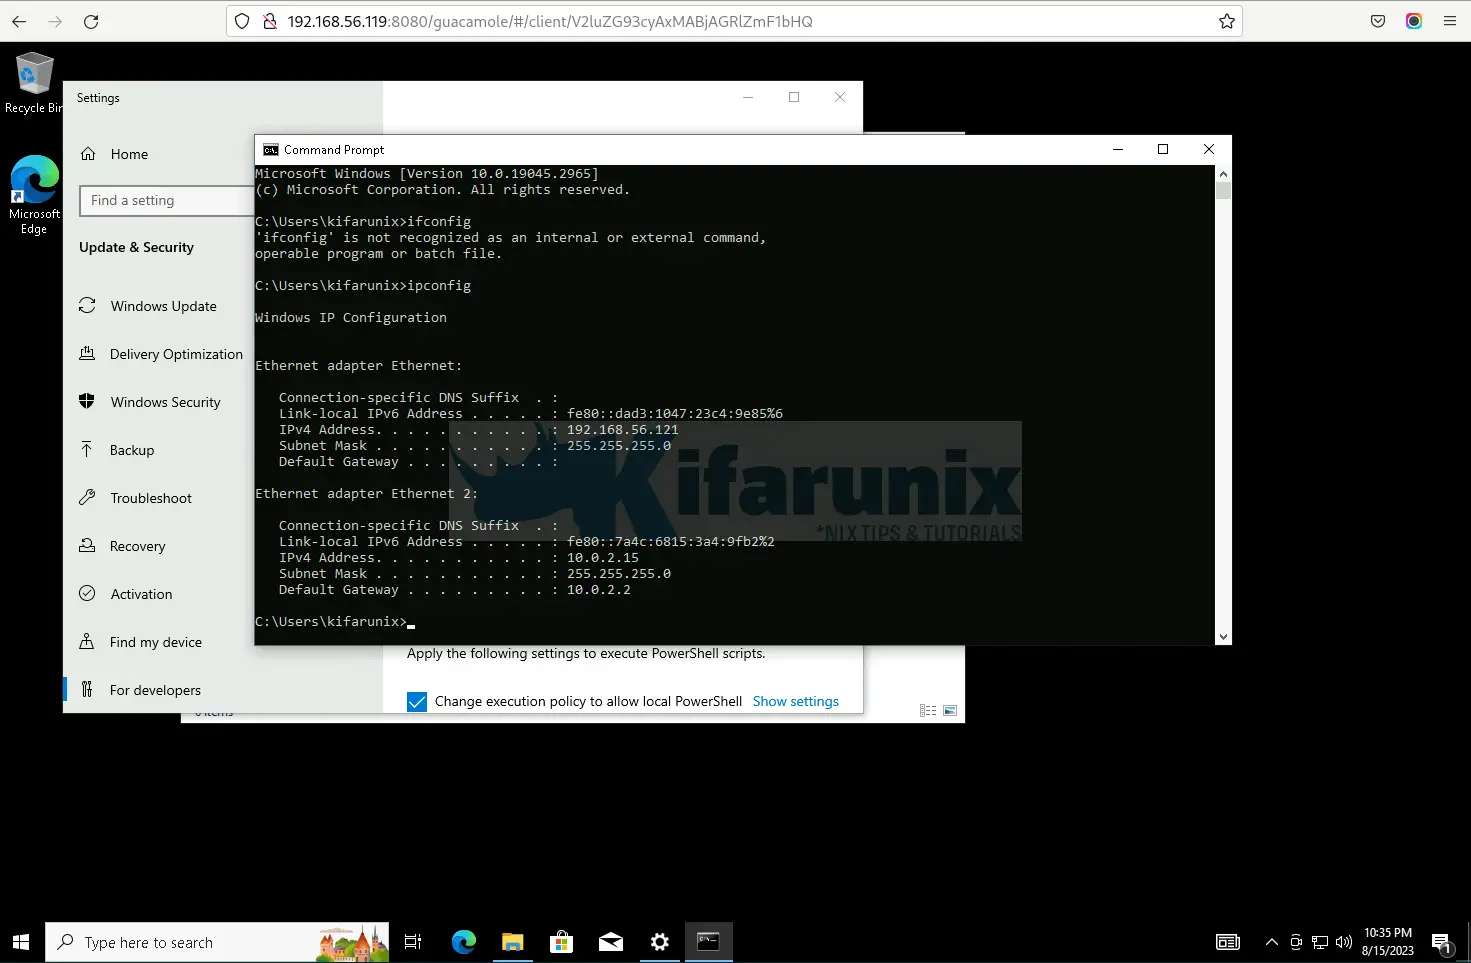 192.168.56.119:8080/guacamole/#/client/V2luZG93cyAxMABjAGRlZmF1bHQ
Recycle Bin
Microsoft
Edge
Settings
Home
Find a setting
Update & Security
Windows Update
Delivery Optimization
Windows Security
Backup
Troubleshoot
Recovery
Activation
Find my device
For developers
Command Prompt
Microsoft Windows [Version 10.0.19045.2965]
(c) Microsoft Corporation. All rights reserved.
C:\Users\kifarunix>ifconfig
'ifconfig' is not recognized as an internal or external command,
operable program or batch file.
C:\Users\kifarunix>ipconfig
Windows IP Configuration
Ethernet adapter Ethernet:
Connection-specific DNS Suffix . :
Link-local IPv6 Address . . . . . : fe80::dad3:1047:23c4:9e85%6
IPv4 Address. . . . . . . . . . . : 192.168.56.121
Subnet Mask . . . . . . . . . . . : 255.255.255.0
Default Gateway . . . . . . . . . :
Ethernet adapter Ethernet 2:
Connection-specific DNS Suffix . :
Link-local IPv6 Address . . . . . : fe80::7a4c:6815:3a4:9fb2%2
IPv4 Address. . . . . . . . . . . : 10.0.2.15
Subnet Mask . . . . . . . . . . . : 255.255.255.0
Default Gateway . . . . . . . . . : 10.0.2.2
C:\Users\kifarunix>
Kifarunix
*NIX TIPS & TUTORIALS
Apply the following settings to execute PowerShell scripts.
Change execution policy to allow local PowerShell Show settings
0 items
Type here to search
10:35 PM
8/15/2023
1